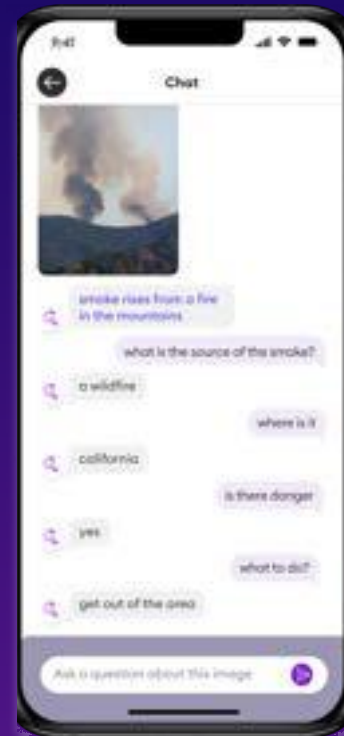 9:41
Chat
smoke rises from a fire
in the mountains
what is the source of the smoke?
a wildfire
where is it
california
is there danger
yes
what to do?
get out of the area
Ask a question about this image